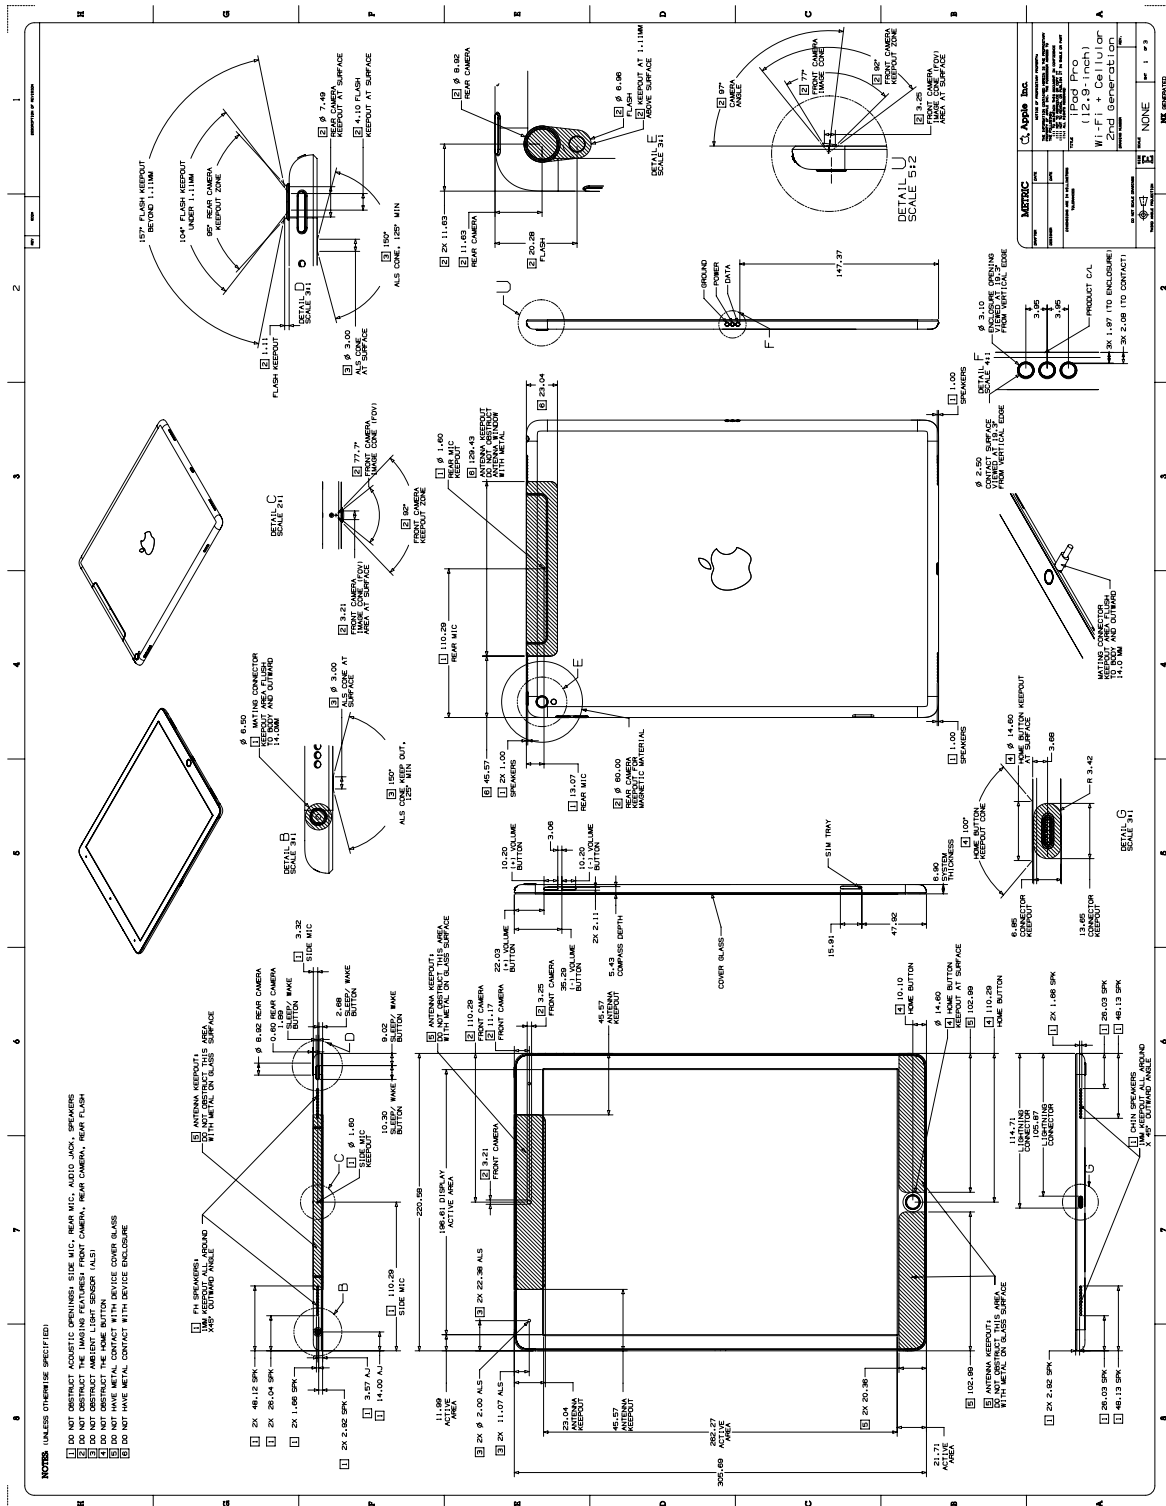 NOTES: (UNLESS OTHERWISE SPECIFIED)
1 DO NOT OBSTRUCT ACOUSTIC OPENINGS: SIDE MIC, REAR MIC, AUDIO JACK, SPEAKERS
2 DO NOT OBSTRUCT THE IMAGING FEATURES: FRONT CAMERA, REAR CAMERA, REAR FLASH
3 DO NOT OBSTRUCT AMBIENT LIGHT SENSOR (ALS)
4 DO NOT OBSTRUCT THE HOME BUTTON
5 DO NOT HAVE METAL CONTACT WITH DEVICE COVER GLASS
6 DO NOT HAVE METAL CONTACT WITH DEVICE ENCLOSURE
1 FH SPEAKERS:
1MM KEEPOUT ALL AROUND
X45° OUTWARD ANGLE
5 ANTENNA KEEPOUT:
DO NOT OBSTRUCT THIS AREA
WITH METAL ON GLASS SURFACE
1 2X 48.12 SPK
1 2X 26.04 SPK
1 2X 1.66 SPK
1 2X 2.92 SPK
1 3.57 AJ
1 14.00 AJ
B
1 110.29
SIDE MIC
C
1 Ø 1.60
SIDE MIC
KEEPOUT
10.30 SLEEP/ WAKE
BUTTON
9.02
SLEEP/ WAKE
BUTTON
D
2.68
SLEEP/ WAKE
BUTTON
Ø 8.92 REAR CAMERA
0.60 REAR CAMERA
1.89
SLEEP/ WAKE
BUTTON
1 3.32
SIDE MIC
DETAIL B
SCALE 3:1
Ø 6.50
1 MATING CONNECTOR
KEEPOUT AREA FLUSH
TO BODY AND OUTWARD
14.0MM
3 Ø 3.00
ALS CONE AT
SURFACE
3 150°
ALS CONE KEEP OUT,
125° MIN
DETAIL C
SCALE 2:1
2 3.21
FRONT CAMERA
IMAGE CONE (FOV)
AREA AT SURFACE
2 77.7°
FRONT CAMERA
IMAGE CONE (FOV)
2 92°
FRONT CAMERA
KEEPOUT ZONE
157° FLASH KEEPOUT
BEYOND 1.11MM
104° FLASH KEEPOUT
UNDER 1.11MM
95° REAR CAMERA
KEEPOUT ZONE
2 1.11
FLASH KEEPOUT
DETAIL D
SCALE 3:1
2 Ø 7.49
REAR CAMERA
KEEPOUT AT SURFACE
2 4.10 FLASH
KEEPOUT AT SURFACE
3 Ø 3.00
ALS CONE
AT SURFACE
3 150°
ALS CONE, 125° MIN
220.58
196.61 DISPLAY
ACTIVE AREA
11.99
ACTIVE
AREA
3 2X Ø 2.00 ALS
3 2X 11.07 ALS
3 2X 22.38 ALS
2 3.21
FRONT CAMERA
2 110.29
FRONT CAMERA
2 11.17
FRONT CAMERA
2 3.25
FRONT CAMERA
5 ANTENNA KEEPOUT:
DO NOT OBSTRUCT THIS AREA
WITH METAL ON GLASS SURFACE
23.04
ANTENNA
KEEPOUT
45.57
ANTENNA
KEEPOUT
45.57
ANTENNA
KEEPOUT
262.27
ACTIVE
AREA
305.69
21.71
ACTIVE
AREA
5 2X 20.36
5 102.99
5 ANTENNA KEEPOUT:
DO NOT OBSTRUCT THIS AREA
WITH METAL ON GLASS SURFACE
4 10.10
HOME BUTTON
Ø 14.60
4 HOME BUTTON
KEEPOUT AT SURFACE
5 102.99
4 110.29
HOME BUTTON
22.03
(+) VOLUME
BUTTON
35.29
(-) VOLUME
BUTTON
10.20
(+) VOLUME
BUTTON
3.06
10.20
(-) VOLUME
BUTTON
2X 2.11
5.43
COMPASS DEPTH
COVER GLASS
SIM TRAY
15.91
47.92
6.90
SYSTEM
THICKNESS
6 45.57
1 2X 1.00
SPEAKERS
1 13.07
REAR MIC
2 Ø 60.00
REAR CAMERA
KEEPOUT FOR
MAGNETIC MATERIAL
E
1 110.29
REAR MIC
1 Ø 1.60
REAR MIC
KEEPOUT
6 129.43
ANTENNA KEEPOUT
DO NOT OBSTRUCT
ANTENNA WINDOW
WITH METAL
6 23.04
1 1.00
SPEAKERS
1 1.00
SPEAKERS
2 2X 11.63
2 11.63
REAR CAMERA
2 20.28
FLASH
2 Ø 8.92
REAR CAMERA
2 Ø 6.96
FLASH
2 KEEPOUT AT 1.11MM
ABOVE SURFACE
DETAIL E
SCALE 3:1
U
GROUND
POWER
DATA
F
147.37
2 97°
CAMERA
ANGLE
2 77°
FRONT CAMERA
IMAGE CONE
2 92°
FRONT CAMERA
KEEPOUT ZONE
2 3.25
FRONT CAMERA
IMAGE CONE (FOV)
AREA AT SURFACE
DETAIL U
SCALE 5:2
1 2X 2.92 SPK
1 26.03 SPK
1 48.13 SPK
114.71
LIGHTNING
CONNECTOR
105.87
LIGHTNING
CONNECTOR
G
1 2X 1.66 SPK
1 26.03 SPK
1 48.13 SPK
1 CHIN SPEAKERS
1MM KEEPOUT ALL AROUND
X 45° OUTWARD ANGLE
4 100°
HOME BUTTON
KEEPOUT CONE
4 Ø 14.60
HOME BUTTON KEEPOUT
AT SURFACE
3.68
R 3.42
6.85
CONNECTOR
KEEPOUT
13.65
CONNECTOR
KEEPOUT
DETAIL G
SCALE 3:1
MATING CONNECTOR
KEEPOUT AREA FLUSH
TO BODY AND OUTWARD
14.0 MM
Ø 2.50
CONTACT SURFACE
VIEWED AT 19.3°
FROM VERTICAL EDGE
DETAIL F
SCALE 4:1
Ø 3.10
ENCLOSURE OPENING
VIEWED AT 19.3°
FROM VERTICAL EDGE
3.95
3.95
PRODUCT C/L
3X 1.97 (TO ENCLOSURE)
3X 2.08 (TO CONTACT)
METRIC
Apple Inc.
iPad Pro
(12.9-inch)
Wi-Fi + Cellular
2nd Generation
NONE
E